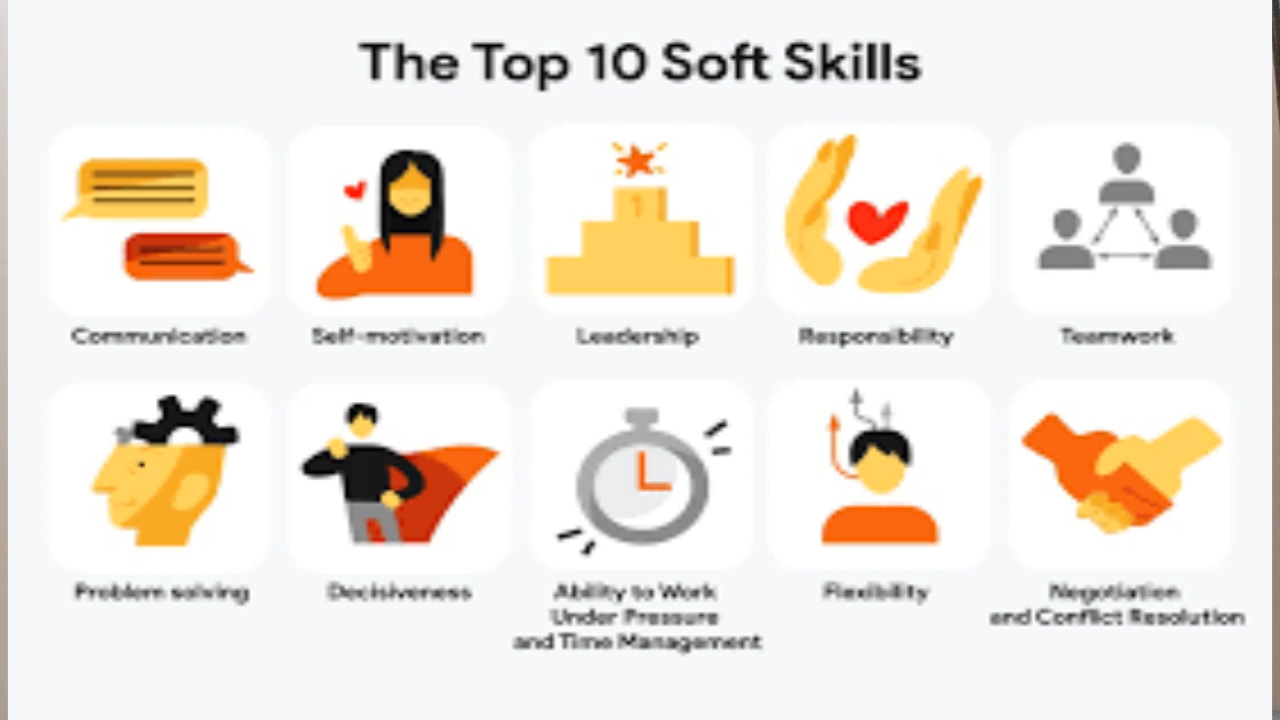 The Top 10 Soft Skills
Communication
Self-motivation
Leadership
1
Responsibility
Teamwork
Problem solving
Decisiveness
Ability to Work
Under Pressure
and Time Management
Flexibility
Negotiation
and Conflict Resolution